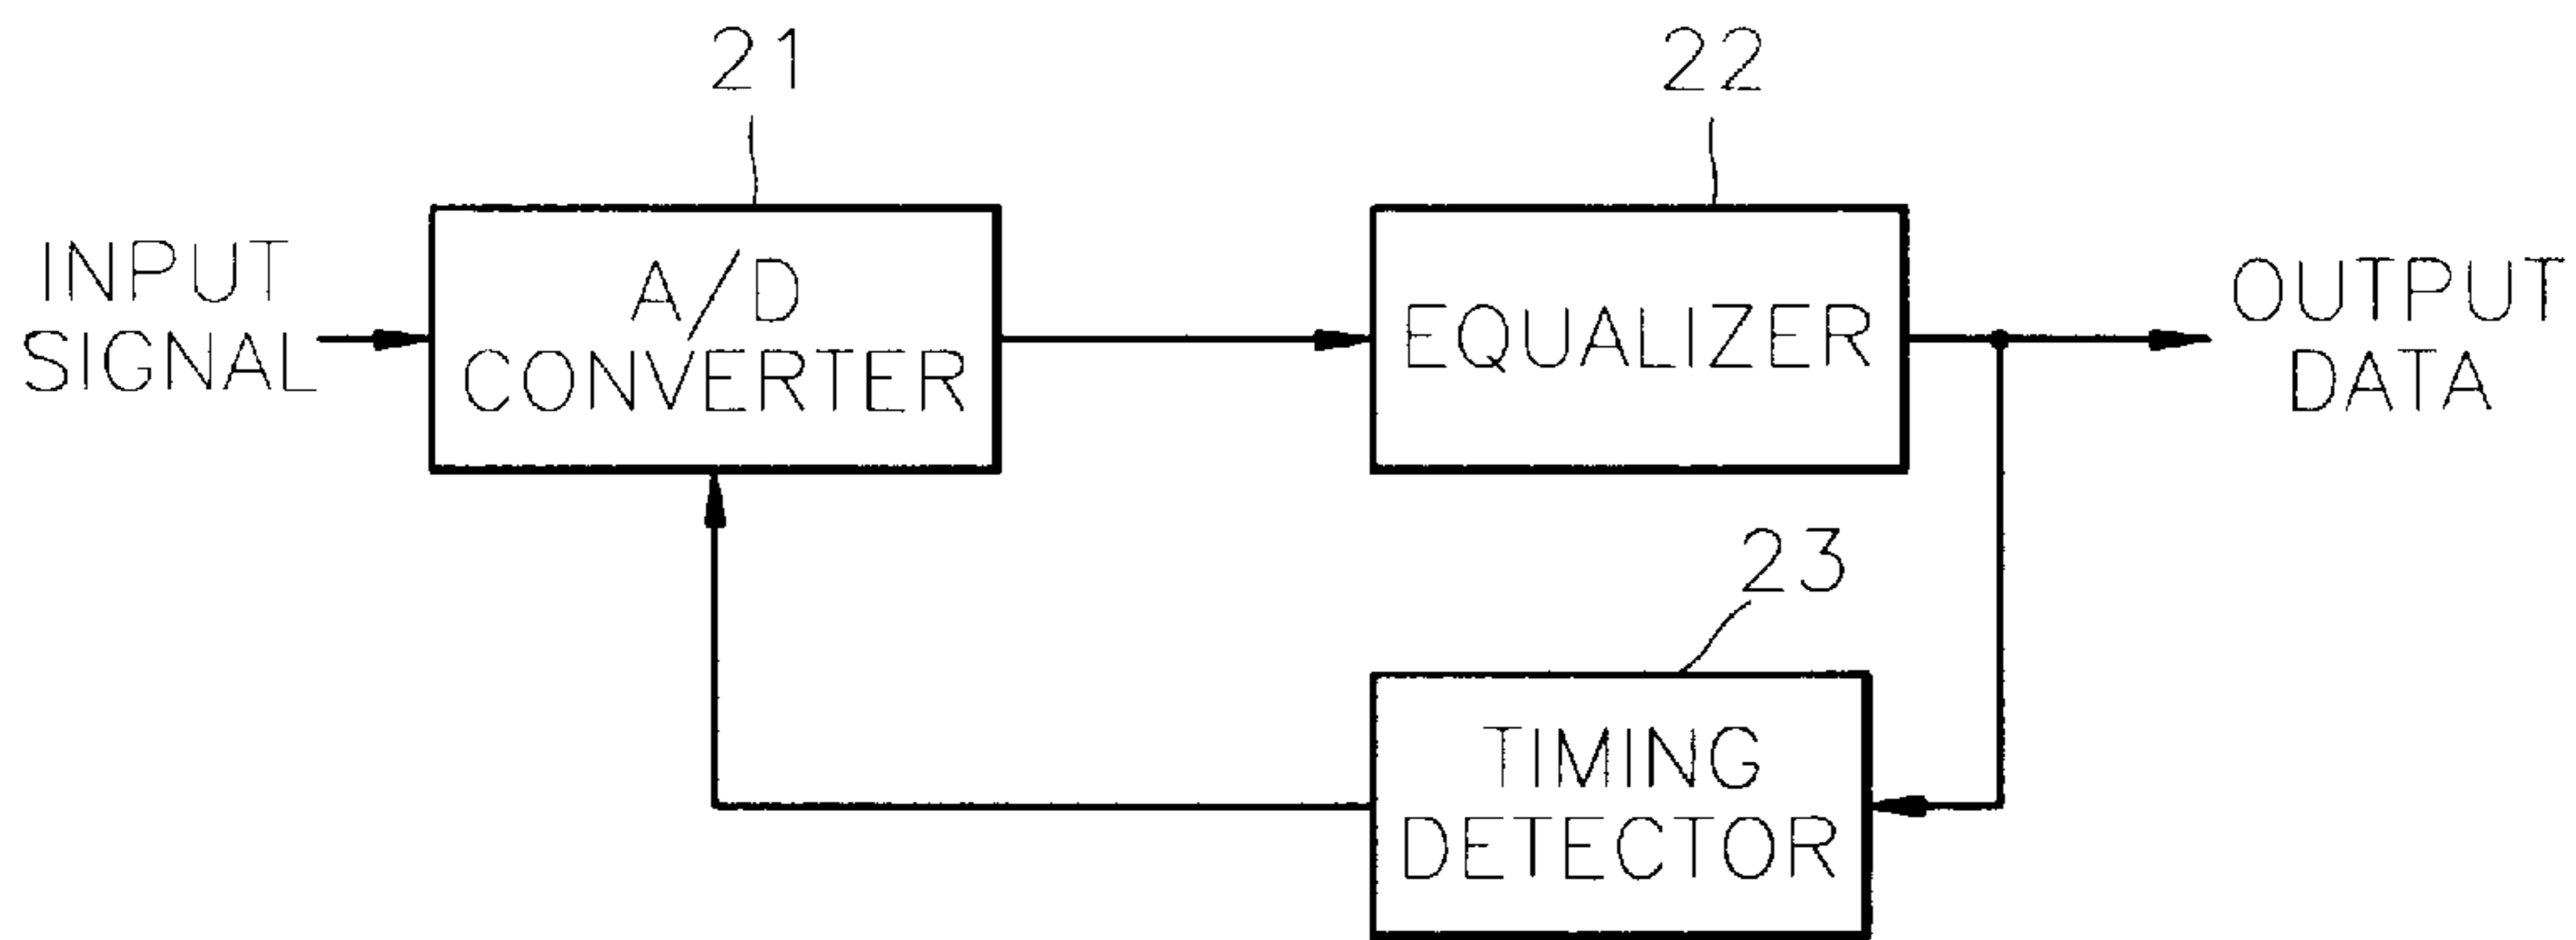 21
22
INPUT
SIGNAL
A/D
CONVERTER
EQUALIZER
OUTPUT
DATA
23
TIMING
DETECTOR